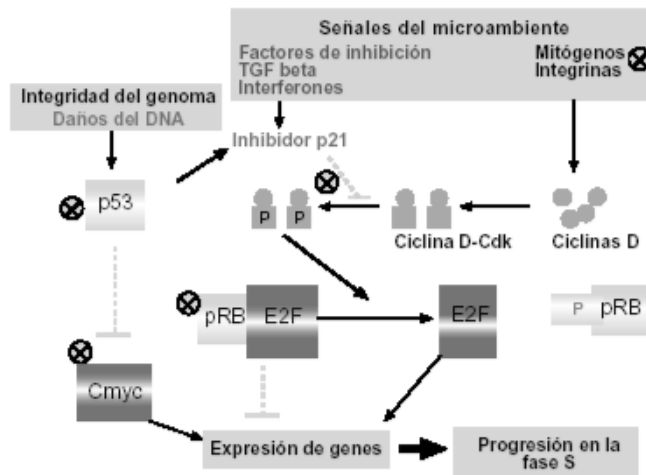 Señales del microambiente
Factores de inhibición
TGF beta
Interferones
Mitógenos
Integrinas
Integridad del genoma
Daños del DNA
Inhibidor p21
p53
P P
Ciclina D-Cdk
Ciclinas D
pRB
E2F
E2F
P
pRB
Cmyc
Expresión de genes
Progresión en la
fase S